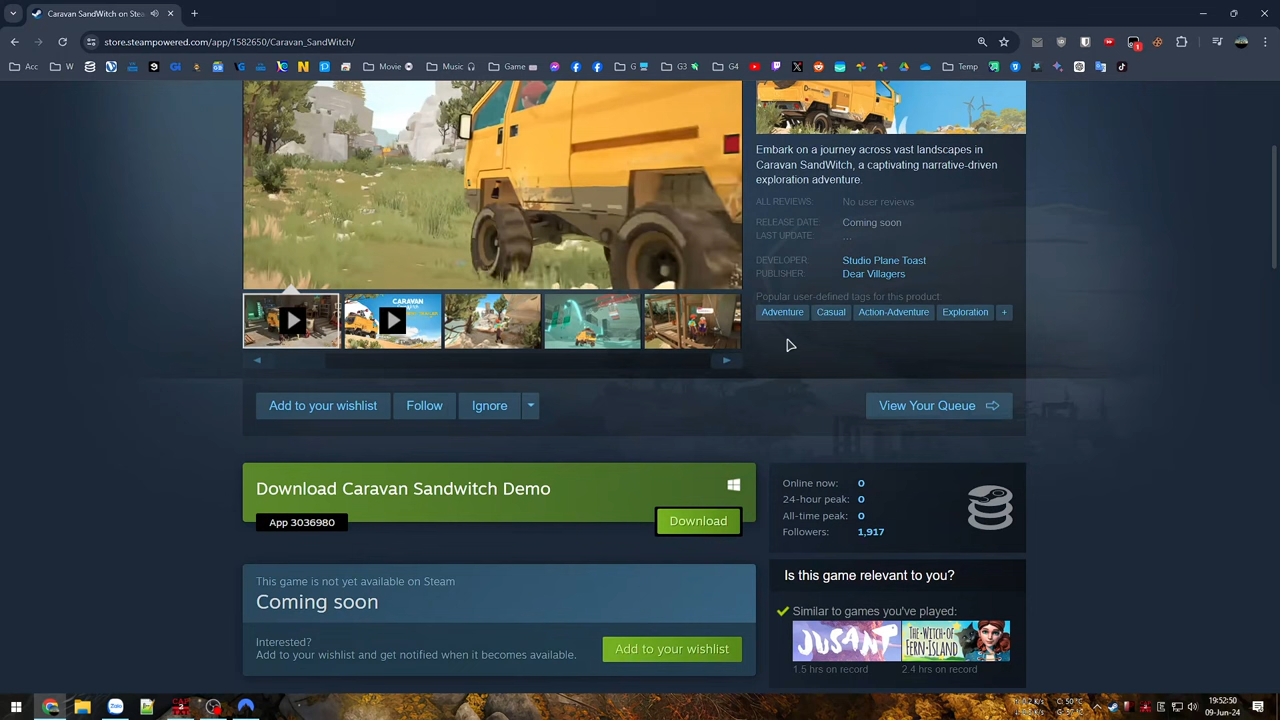 Caravan SandWitch on Stea
store.steampowered.com/app/1582650/Caravan_SandWitch/
Acc
W
Movie
Music
Game
G
G3
G4
Temp
Embark on a journey across vast landscapes in
Caravan SandWitch, a captivating narrative-driven
exploration adventure.
ALL REVIEWS:
No user reviews
RELEASE DATE:
Coming soon
LAST UPDATE:
...
DEVELOPER:
Studio Plane Toast
PUBLISHER:
Dear Villagers
Popular user-defined tags for this product:
Adventure
Casual
Action-Adventure
Exploration
+
CARAVAN
Add to your wishlist
Follow
Ignore
View Your Queue
Download Caravan Sandwitch Demo
App 3036980
Download
Online now: 0
24-hour peak: 0
All-time peak: 0
Followers: 1,917
This game is not yet available on Steam
Coming soon
Interested?
Add to your wishlist and get notified when it becomes available.
Add to your wishlist
Is this game relevant to you?
Similar to games you've played:
JUSANT
THE WITCH OF
FERN ISLAND
1.5 hrs on record
2.4 hrs on record
Zalo
19:52:50
09-Jun-24